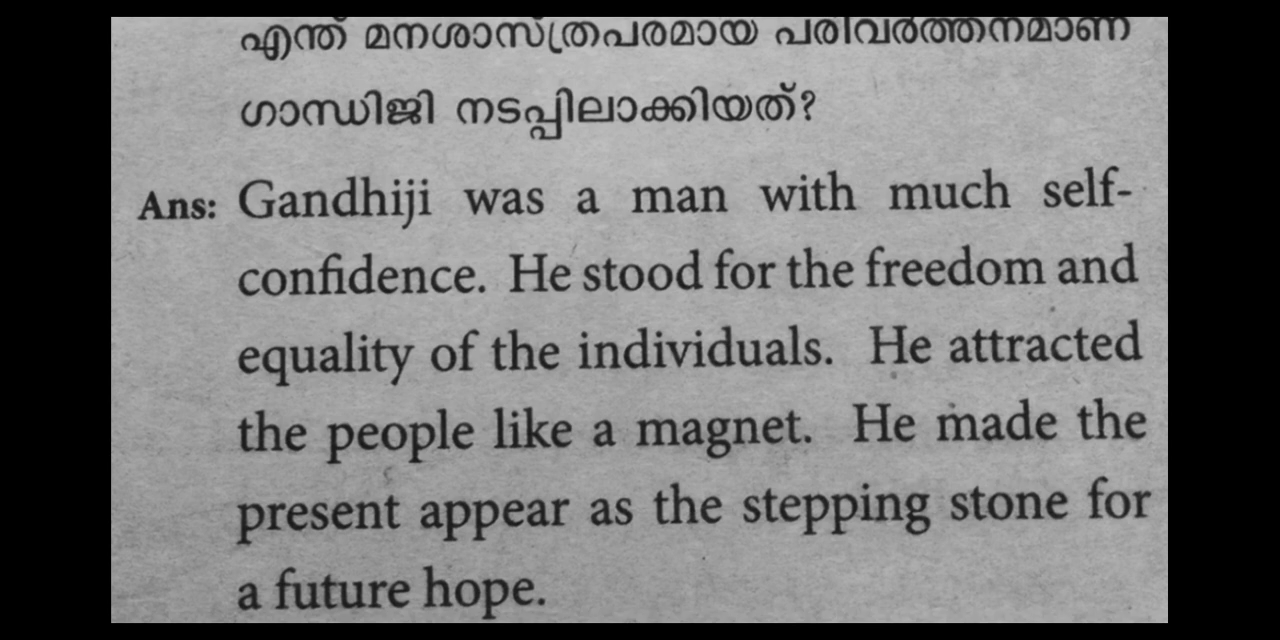 എന്ത് മനശാസ്ത്രപരമായ പരിവർത്തനമാണ്
ഗാന്ധിജി നടപ്പിലാക്കിയത്?
Ans: Gandhiji was a man with much self-
confidence. He stood for the freedom and
equality of the individuals. He attracted
the people like a magnet. He made the
present appear as the stepping stone for
a future hope.